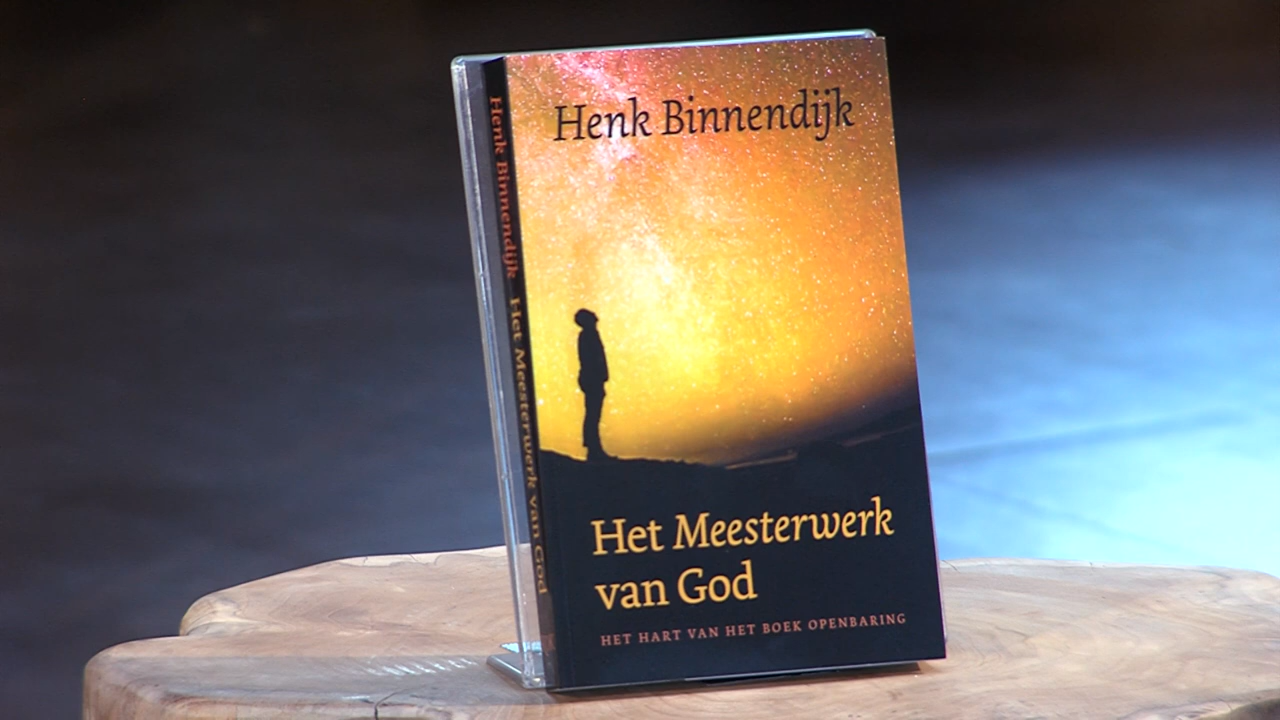 Henk Binnendijk
Het Meesterwerk
van God
HET HART VAN HET BOEK OPENBARING
Henk Binnendijk Het Meesterwerk van God